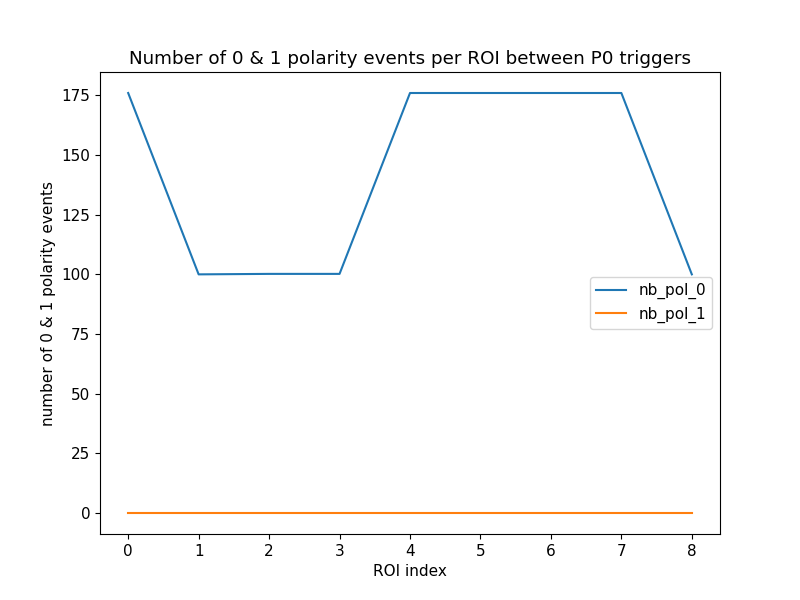 Number of 0 & 1 polarity events per ROI between P0 triggers
number of 0 & 1 polarity events
175
150
125
100
75
50
25
0
nb_pol_0
nb_pol_1
0 1 2 3 4 5 6 7 8
ROI index